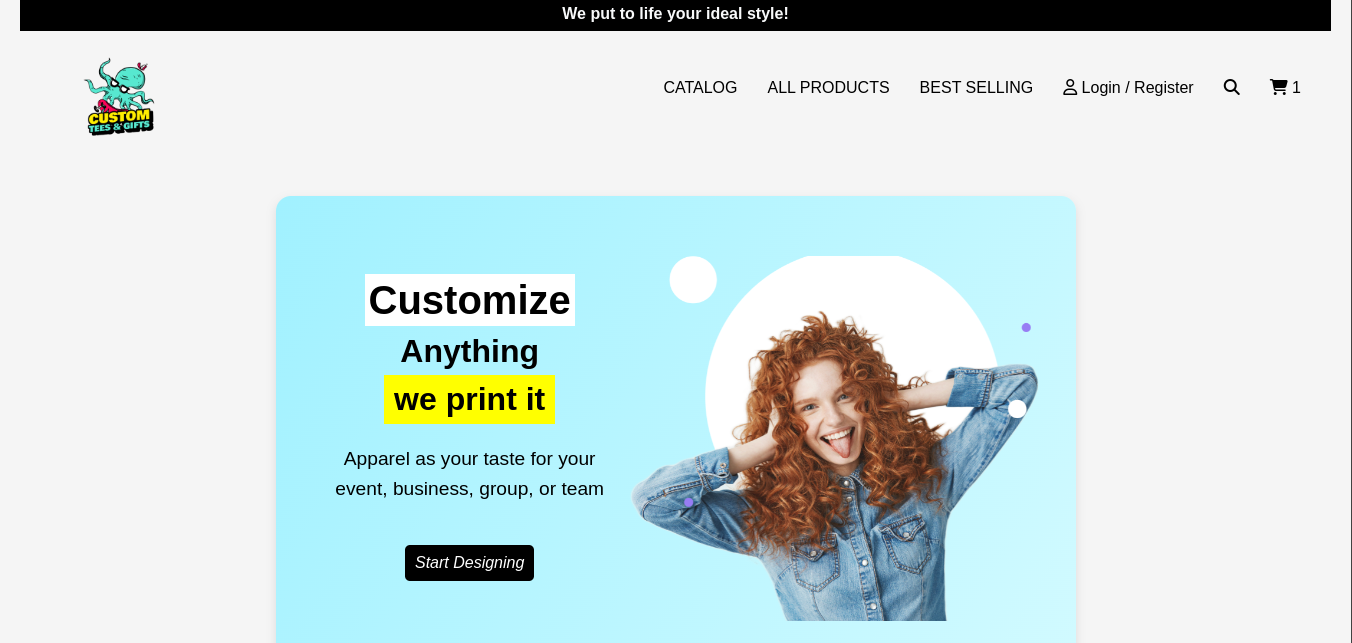 We put to life your ideal style!
CUSTOM
TEES & GIFTS
CATALOG ALL PRODUCTS BEST SELLING Login / Register 1
Customize
Anything
we print it
Apparel as your taste for your
event, business, group, or team
Start Designing